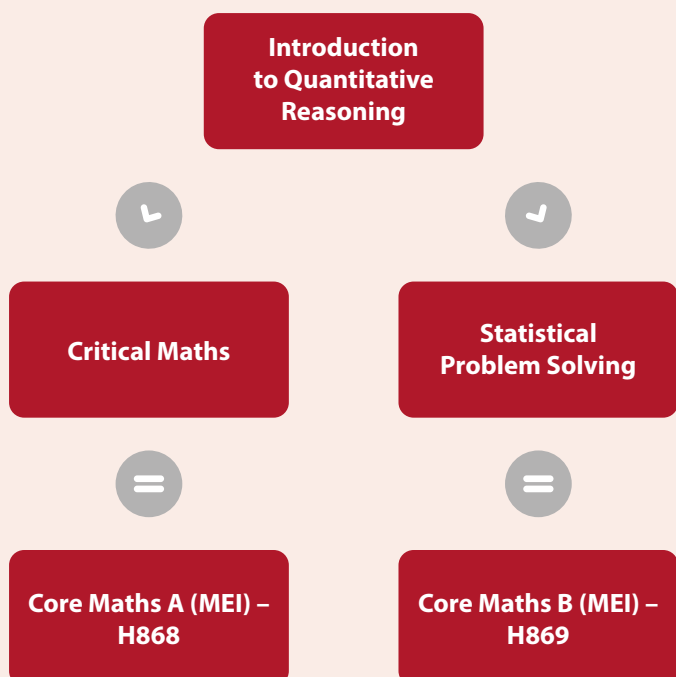 Introduction
to Quantitative
Reasoning
Critical Maths
Statistical
Problem Solving
Core Maths A (MEI) –
H868
Core Maths B (MEI) –
H869